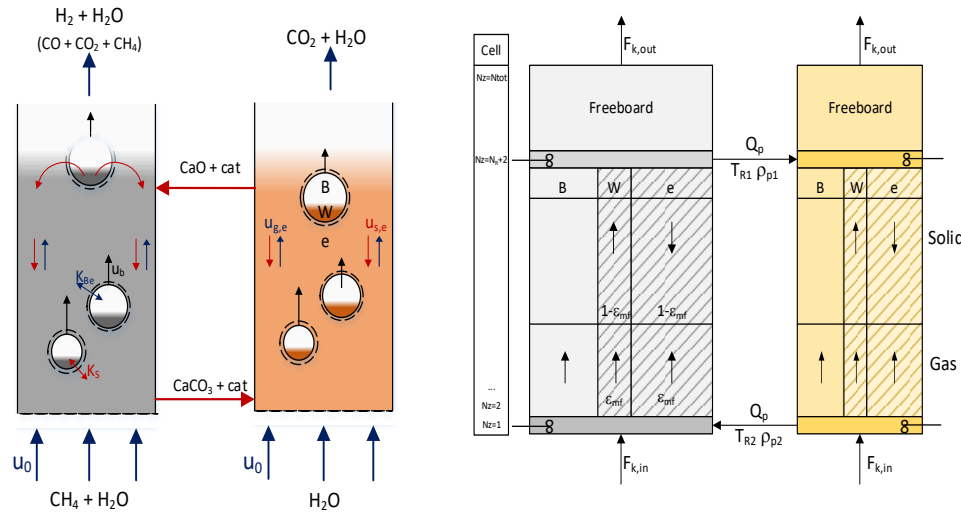 H2 + H2O
(CO + CO2 + CH4)
CO2 + H2O
CaO + cat
B
W
e
ug,e
us,e
ub
KBe
KS
CaCO3 + cat
u0
u0
CH4 + H2O
H2O
Cell
Nz=Ntot
Nz=Nn+2
...
Nz=2
Nz=1
Fk,out
Fk,out
Freeboard
Freeboard
Qp
TR1 ρp1
B
W
e
B
W
e
Solid
1-εmf
1-εmf
Gas
εmf
εmf
Qp
TR2 ρp2
Fk,in
Fk,in